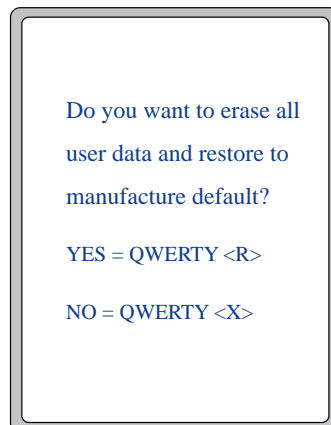 Do you want to erase all
user data and restore to
manufacture default?
YES = QWERTY <R>
NO = QWERTY <X>